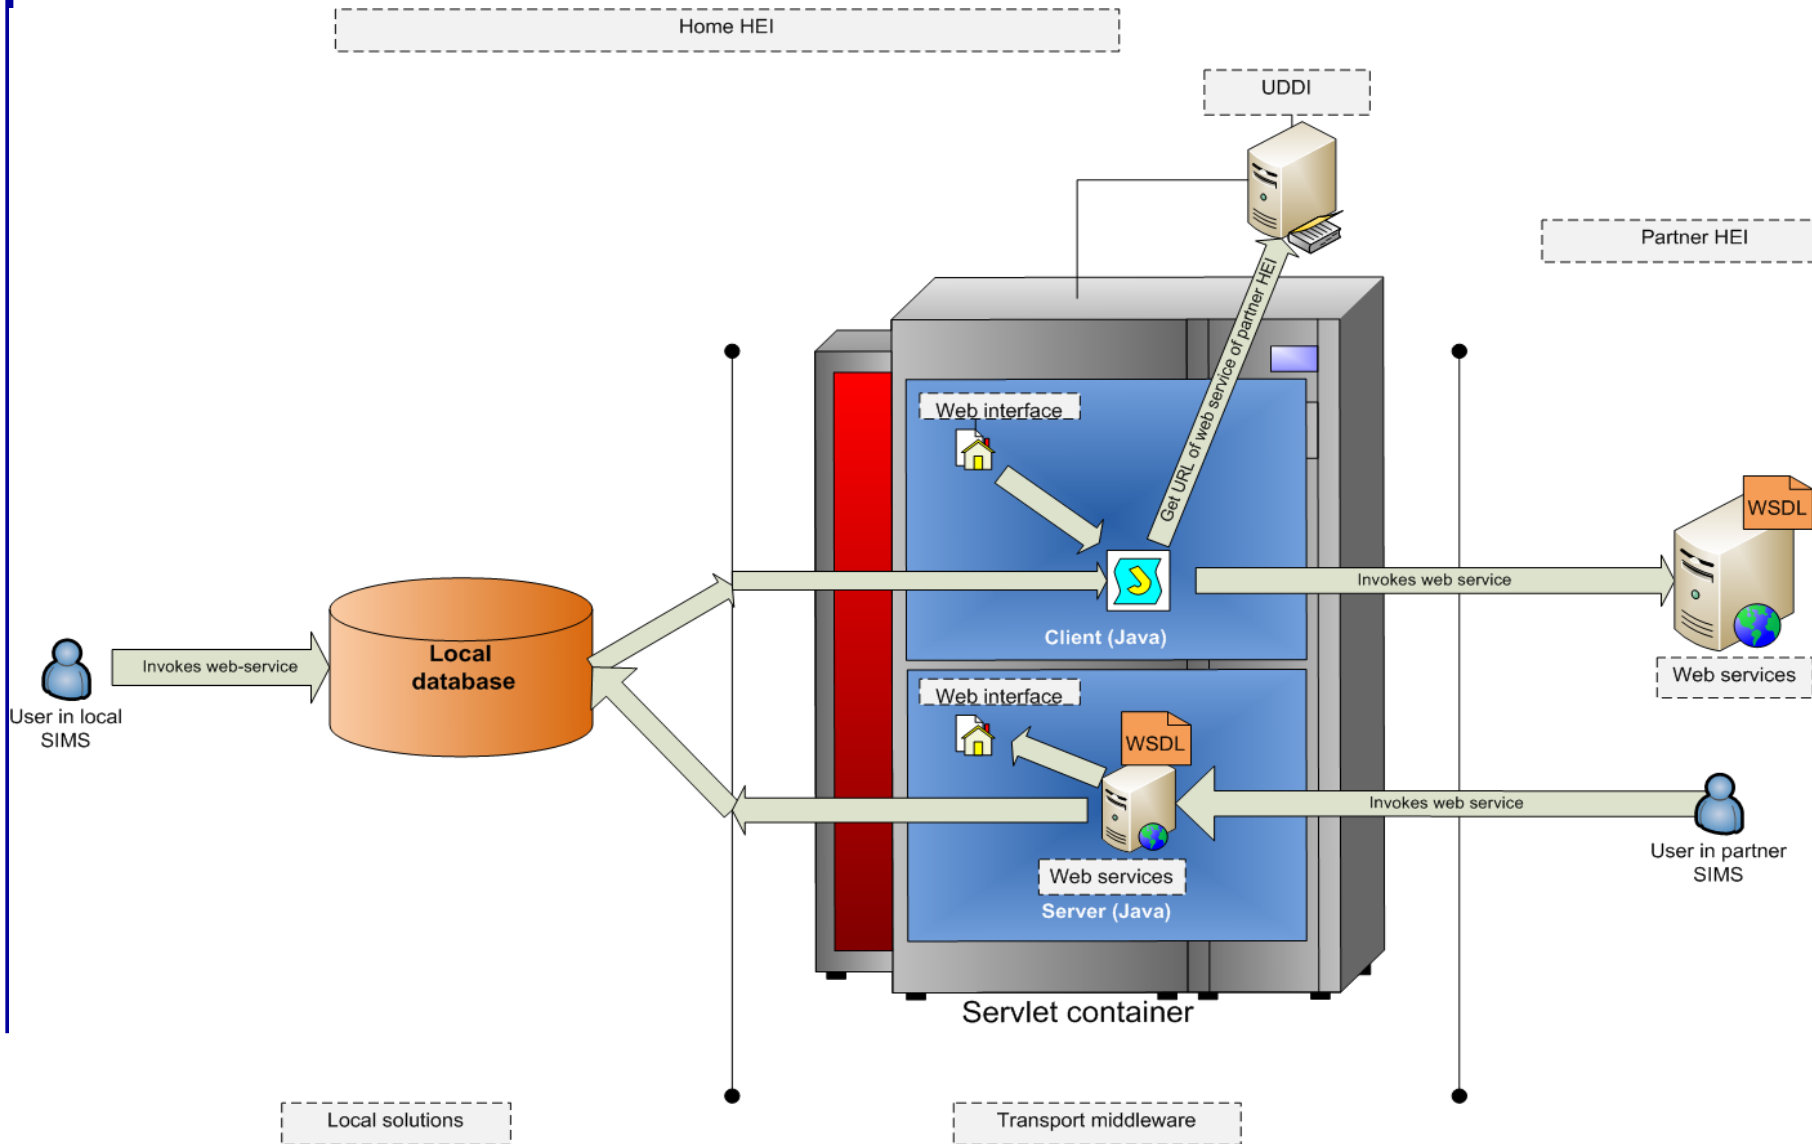 Home HEI
UDDI
Partner HEI
Get URL of web service of partner HEI
Web interface
WSDL
Invokes web service
Client (Java)
Local
database
Invokes web-service
User in local
SIMS
Web services
Web interface
WSDL
Invokes web service
User in partner
SIMS
Web services
Server (Java)
Servlet container
Local solutions
Transport middleware